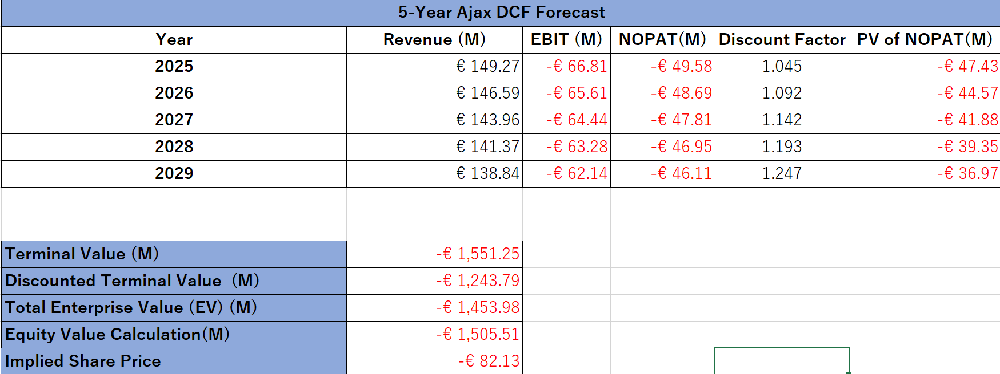 5-Year Ajax DCF Forecast
Year Revenue (M) EBIT (M) NOPAT(M) Discount Factor PV of NOPAT(M)
2025 € 149.27 -€ 66.81 -€ 49.58 1.045 -€ 47.43
2026 € 146.59 -€ 65.61 -€ 48.69 1.092 -€ 44.57
2027 € 143.96 -€ 64.44 -€ 47.81 1.142 -€ 41.88
2028 € 141.37 -€ 63.28 -€ 46.95 1.193 -€ 39.35
2029 € 138.84 -€ 62.14 -€ 46.11 1.247 -€ 36.97
Terminal Value (M) -€ 1,551.25
Discounted Terminal Value (M) -€ 1,243.79
Total Enterprise Value (EV) (M) -€ 1,453.98
Equity Value Calculation(M) -€ 1,505.51
Implied Share Price -€ 82.13